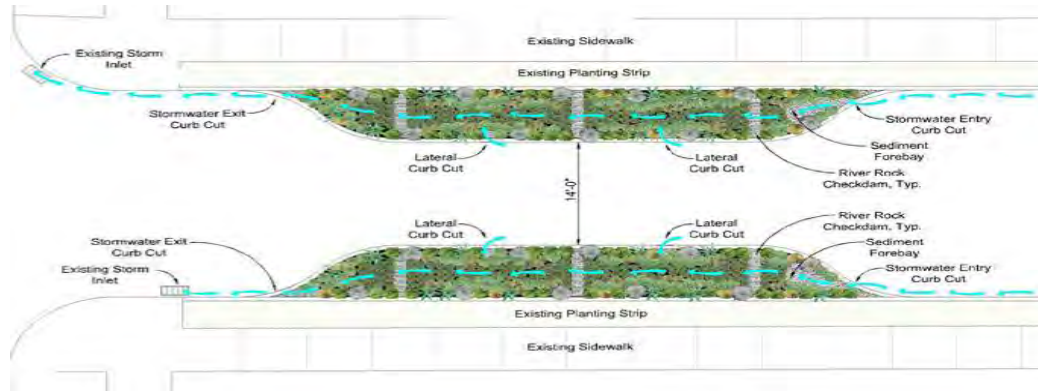 Existing Sidewalk
Existing Storm
Inlet
Existing Planting Strip
Stormwater Exit
Curb Cut
Stormwater Entry
Curb Cut
Lateral
Curb Cut
Lateral
Curb Cut
Sediment
Forebay
River Rock
Checkdam, Typ.
14'-0"
Lateral
Curb Cut
Lateral
Curb Cut
River Rock
Checkdam, Typ.
Stormwater Exit
Curb Cut
Sediment
Forebay
Existing Storm
Inlet
Stormwater Entry
Curb Cut
Existing Planting Strip
Existing Sidewalk